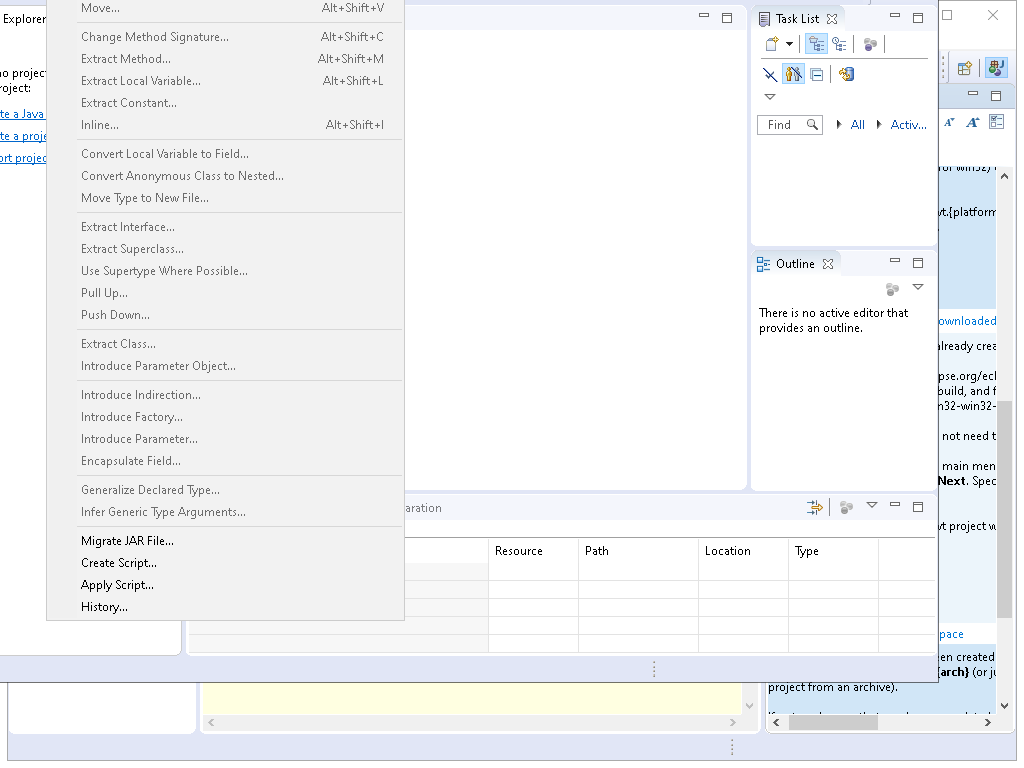 Explorer
no projec
roject:
te a Java
te a proje
ort projec
Move... Alt+Shift+V
Change Method Signature... Alt+Shift+C
Extract Method... Alt+Shift+M
Extract Local Variable... Alt+Shift+L
Extract Constant...
Inline... Alt+Shift+I
Convert Local Variable to Field...
Convert Anonymous Class to Nested...
Move Type to New File...
Extract Interface...
Extract Superclass...
Use Supertype Where Possible...
Pull Up...
Push Down...
Extract Class...
Introduce Parameter Object...
Introduce Indirection...
Introduce Factory...
Introduce Parameter...
Encapsulate Field...
Generalize Declared Type...
Infer Generic Type Arguments...
Migrate JAR File...
Create Script...
Apply Script...
History...
Task List
Find All Activ...
Outline
There is no active editor that
provides an outline.
aration
Resource Path Location Type
vt.{platform
ownloaded
lready crea
pse.org/ecl
build, and f
n32-win32-
not need t
main men
Next. Spec
vt project w
pace
en created
{arch} (or ju
project from an archive).